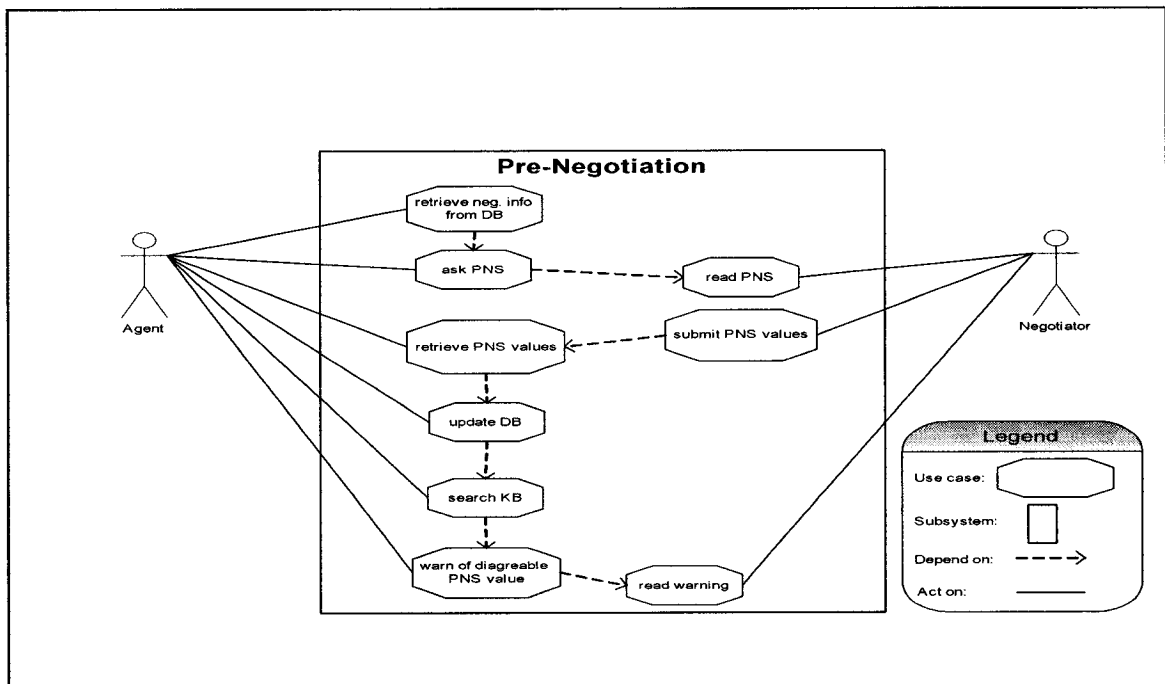 Pre-Negotiation
retrieve neg. info
from DB
ask PNS
read PNS
Agent
Negotiator
submit PNS values
retrieve PNS values
update DB
search KB
warn of diagreable
PNS value
read warning
Legend
Use case:
Subsystem:
Depend on:
Act on: